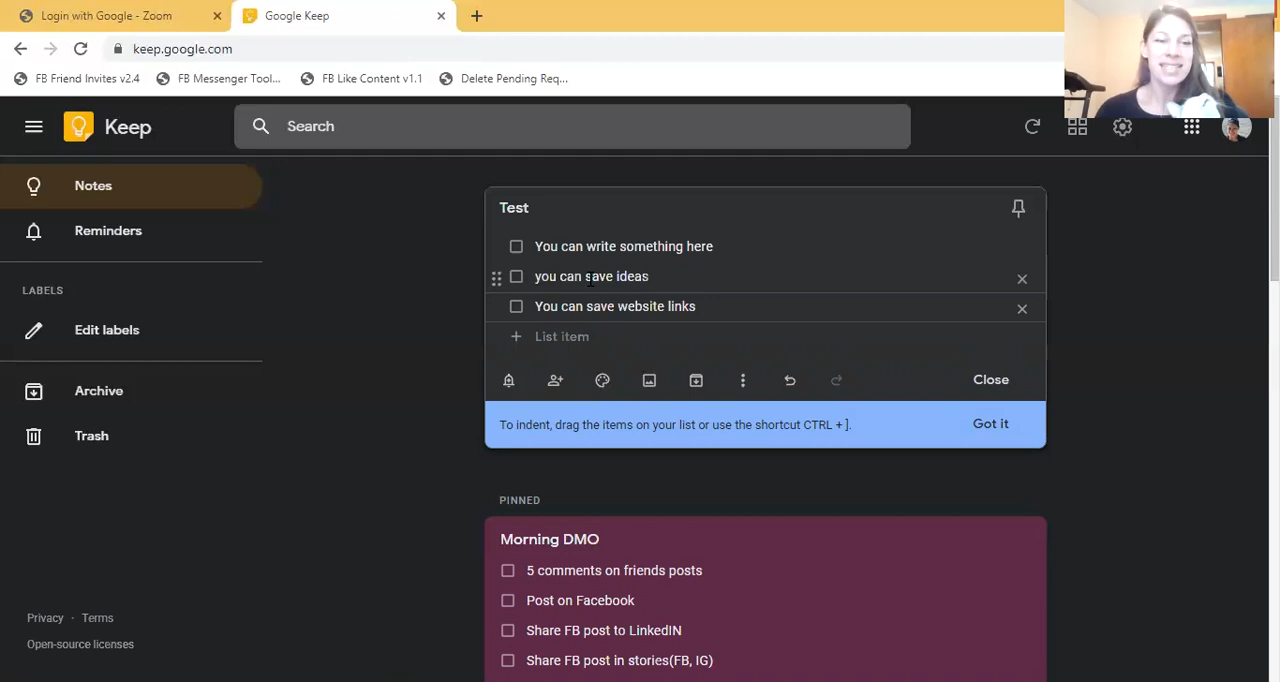 Login with Google - Zoom
Google Keep
keep.google.com
FB Friend Invites v2.4
FB Messenger Tool...
FB Like Content v1.1
Delete Pending Req...
Keep
Search
Notes
Reminders
LABELS
Edit labels
Archive
Trash
Privacy · Terms
Open-source licenses
Test
You can write something here
you can save ideas
You can save website links
+ List item
Close
To indent, drag the items on your list or use the shortcut CTRL + ].
Got it
PINNED
Morning DMO
5 comments on friends posts
Post on Facebook
Share FB post to LinkedIN
Share FB post in stories(FB, IG)